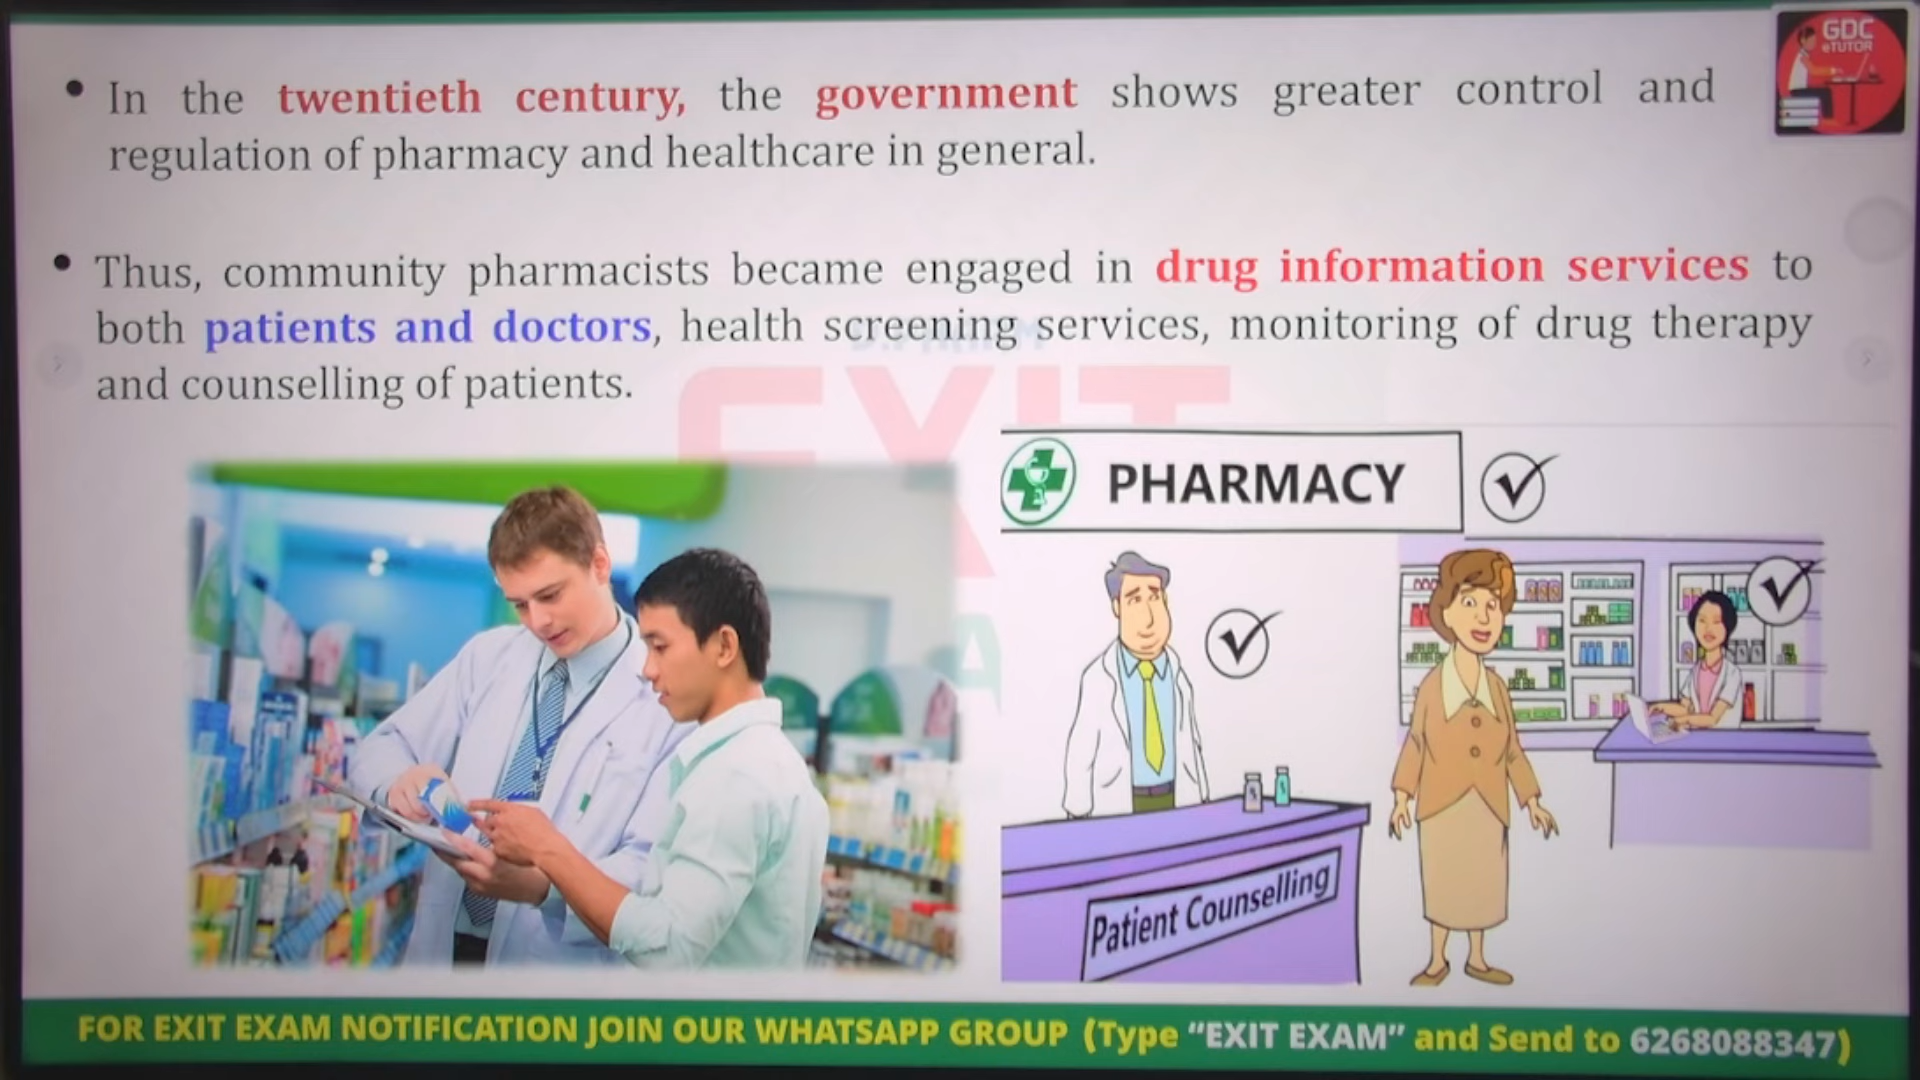 GDC
eTUTOR
• In the twentieth century, the government shows greater control and
regulation of pharmacy and healthcare in general.
• Thus, community pharmacists became engaged in drug information services to
both patients and doctors, health screening services, monitoring of drug therapy
and counselling of patients.
EXIT
PHARMACY
Patient Counselling
FOR EXIT EXAM NOTIFICATION JOIN OUR WHATSAPP GROUP (Type “EXIT EXAM” and Send to 6268088347)